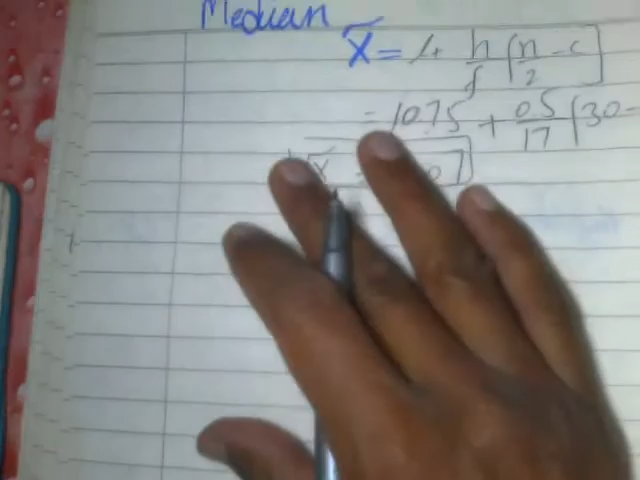 Median
X̃ = l + h/f [n/2 - c]
= 10.75 + 0.5/17 (30-
X̃ =